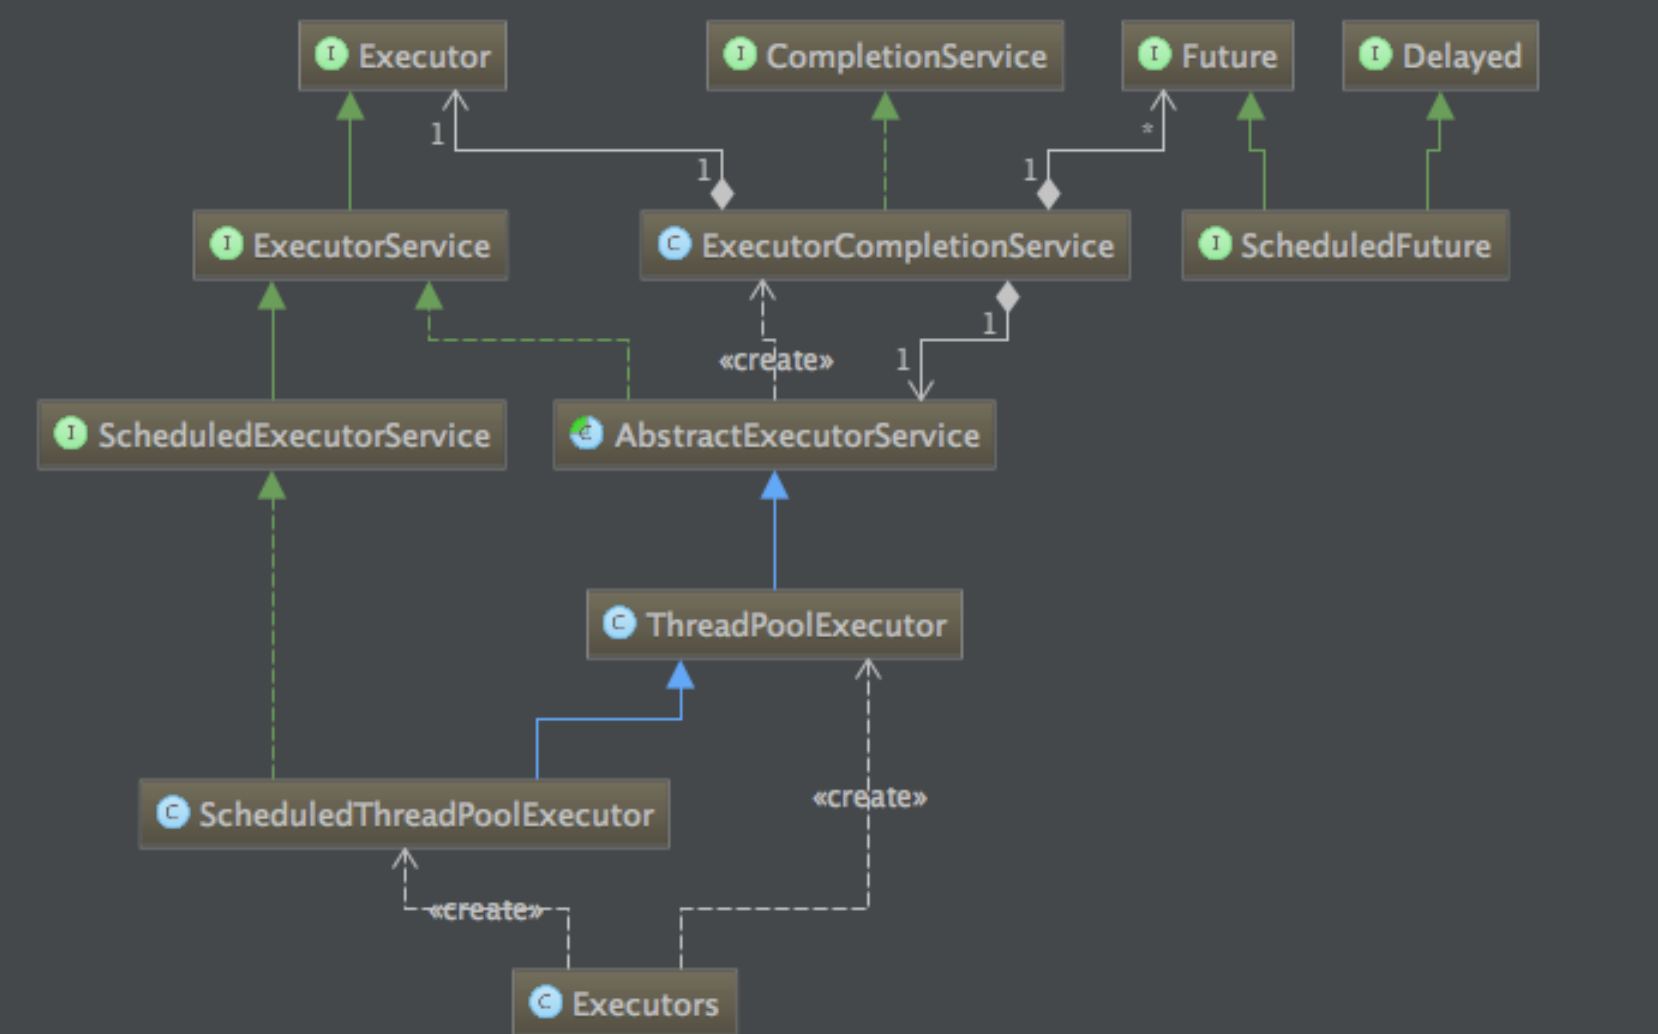 I Executor
I CompletionService
I Future
I Delayed
1
*
1
1
I ExecutorService
C ExecutorCompletionService
I ScheduledFuture
1
«create»
1
I ScheduledExecutorService
C AbstractExecutorService
C ThreadPoolExecutor
«create»
C ScheduledThreadPoolExecutor
«create»
C Executors